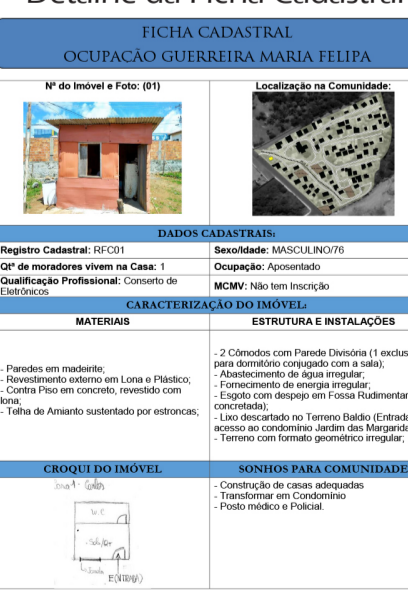 Detalhe da Ficha Cadastral
FICHA CADASTRAL
OCUPAÇÃO GUERREIRA MARIA FELIPA
Nª do Imóvel e Foto: (01)
Localização na Comunidade:
DADOS CADASTRAIS:
Registro Cadastral: RFC01
Sexo/Idade: MASCULINO/76
Qtª de moradores vivem na Casa: 1
Ocupação: Aposentado
Qualificação Profissional: Conserto de
Eletrônicos
MCMV: Não tem Inscrição
CARACTERIZAÇÃO DO IMÓVEL:
MATERIAIS
ESTRUTURA E INSTALAÇÕES
- Paredes em madeirite;
- Revestimento externo em Lona e Plástico;
- Contra Piso em concreto, revestido com
lona;
- Telha de Amianto sustentado por estroncas;
- 2 Cômodos com Parede Divisória (1 exclus
para dormitório conjugado com a sala);
- Abastecimento de água irregular;
- Fornecimento de energia irregular;
- Esgoto com despejo em Fossa Rudimentar
concretada);
- Lixo descartado no Terreno Baldio (Entrada
acesso ao condomínio Jardim das Margarida
- Terreno com formato geométrico irregular;
CROQUI DO IMÓVEL
SONHOS PARA COMUNIDADE
- Construção de casas adequadas
- Transformar em Condomínio
- Posto médico e Policial.
W.C